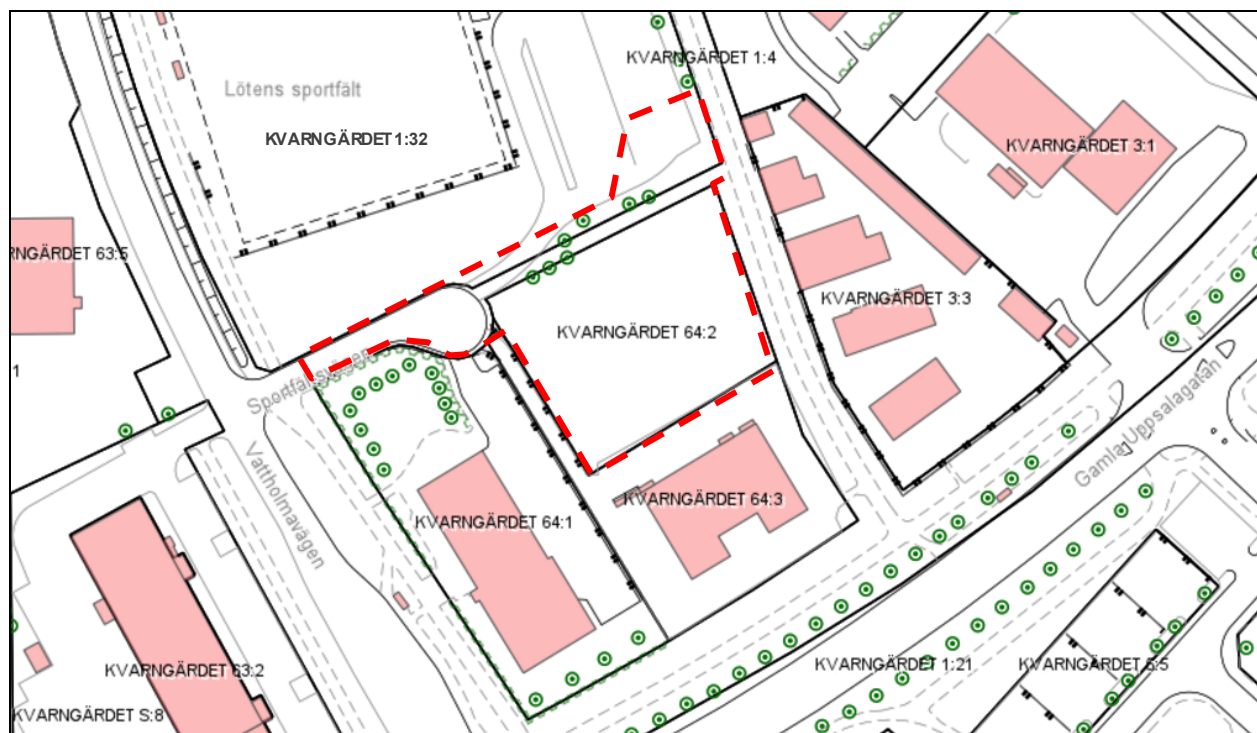 KVARNGÄRDET 1:4
Lötens sportfält
KVARNGÄRDET 1:32
KVARNGÄRDET 3:1
RNGÄRDET 63:5
KVARNGÄRDET 3:3
KVARNGÄRDET 64:2
1
Sportfältsvägen
Gamla Uppsalagatan
Vattholmavägen
KVARNGÄRDET 64:3
KVARNGÄRDET 64:1
KVARNGÄRDET 63:2
KVARNGÄRDET 1:21
KVARNGÄRDET 5:5
KVARNGÄRDET S:8